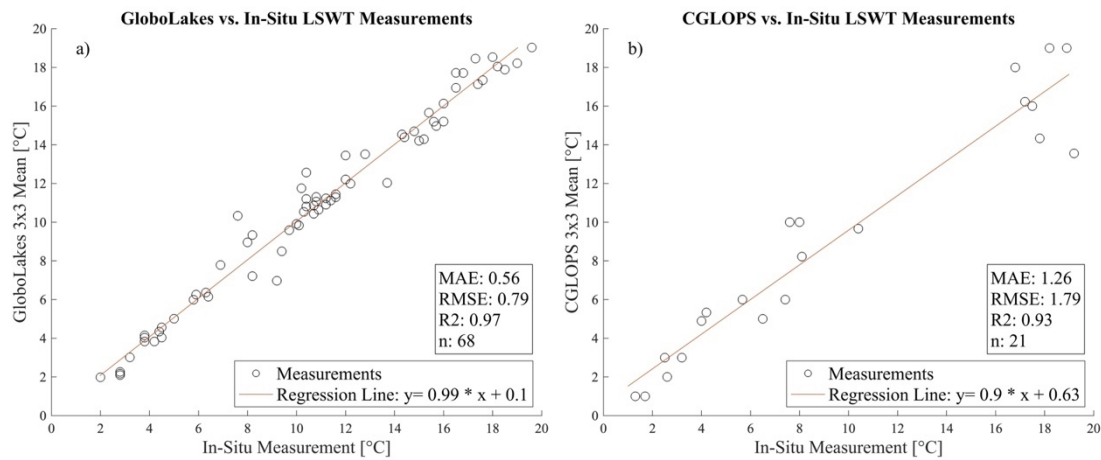 GloboLakes vs. In-Situ LSWT Measurements
a)
20
18
16
14
12
10
8
6
4
2
0
GloboLakes 3x3 Mean [°C]
MAE: 0.56
RMSE: 0.79
R2: 0.97
n: 68
Measurements
Regression Line: y= 0.99 * x + 0.1
0 2 4 6 8 10 12 14 16 18 20
In-Situ Measurement [°C]
CGLOPS vs. In-Situ LSWT Measurements
b)
20
18
16
14
12
10
8
6
4
2
0
CGLOPS 3x3 Mean [°C]
MAE: 1.26
RMSE: 1.79
R2: 0.93
n: 21
Measurements
Regression Line: y= 0.9 * x + 0.63
0 2 4 6 8 10 12 14 16 18 20
In-Situ Measurement [°C]